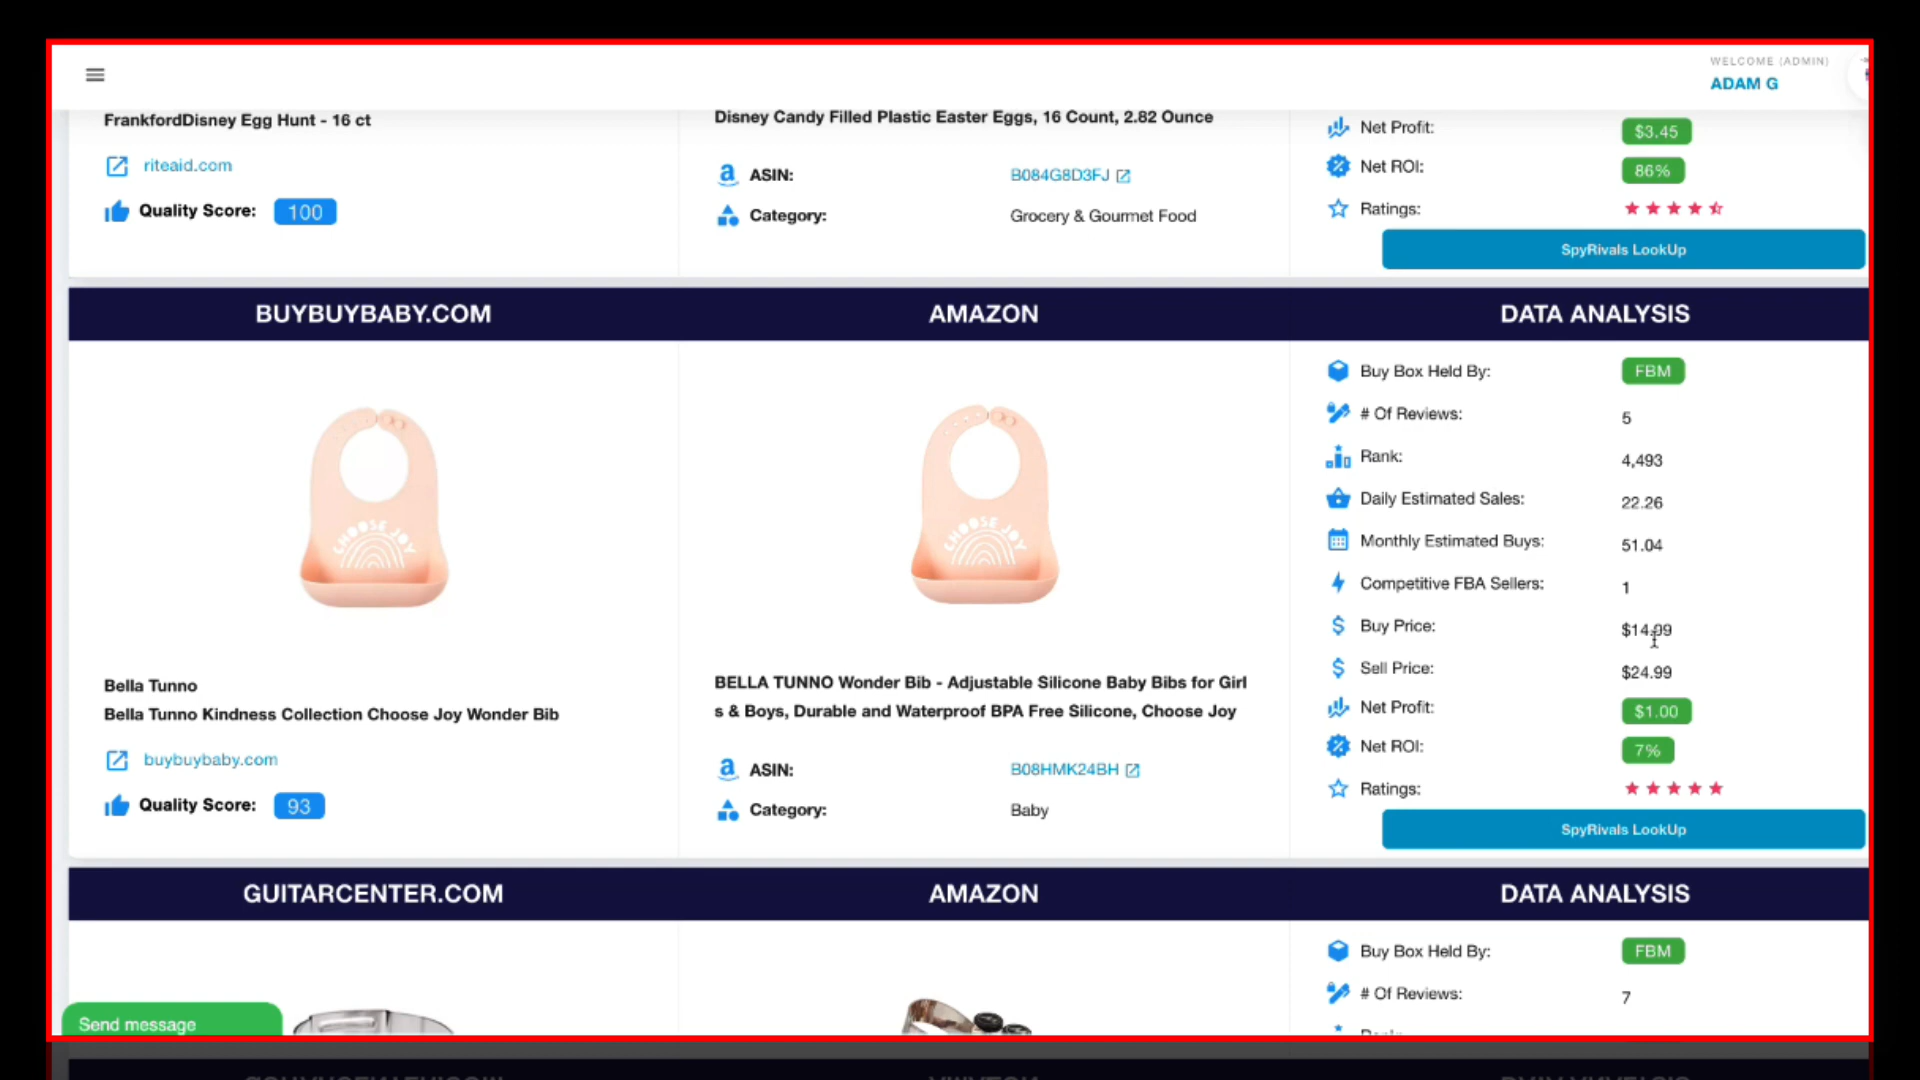 WELCOME (ADMIN)
ADAM G
FrankfordDisney Egg Hunt - 16 ct
riteaid.com
Quality Score: 100
Disney Candy Filled Plastic Easter Eggs, 16 Count, 2.82 Ounce
ASIN: B084G8D3FJ
Category: Grocery & Gourmet Food
Net Profit: $3.45
Net ROI: 86%
Ratings:
SpyRivals LookUp
BUYBUYBABY.COM
AMAZON
DATA ANALYSIS
CHOOSE JOY
Bella Tunno
Bella Tunno Kindness Collection Choose Joy Wonder Bib
buybuybaby.com
Quality Score: 93
CHOOSE JOY
BELLA TUNNO Wonder Bib - Adjustable Silicone Baby Bibs for Girl
s & Boys, Durable and Waterproof BPA Free Silicone, Choose Joy
ASIN: B08HMK24BH
Category: Baby
Buy Box Held By: FBM
# Of Reviews: 5
Rank: 4,493
Daily Estimated Sales: 22.26
Monthly Estimated Buys: 51.04
Competitive FBA Sellers: 1
Buy Price: $14.99
Sell Price: $24.99
Net Profit: $1.00
Net ROI: 7%
Ratings:
SpyRivals LookUp
GUITARCENTER.COM
AMAZON
DATA ANALYSIS
Buy Box Held By: FBM
# Of Reviews: 7
Send message